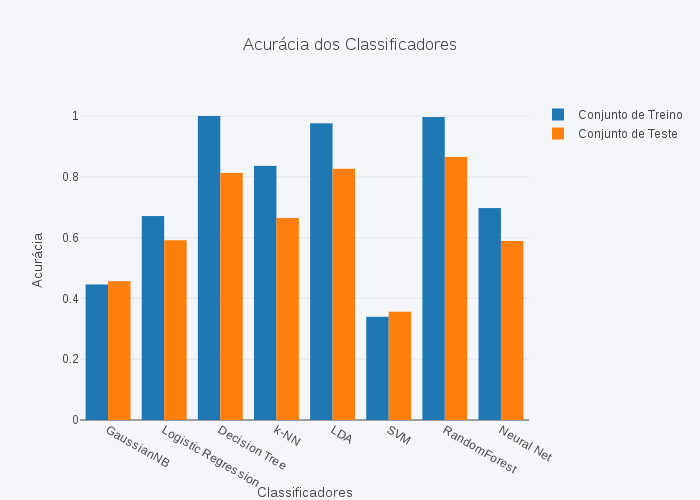 Acurácia dos Classificadores
Conjunto de Treino
Conjunto de Teste
Acurácia
1
0.8
0.6
0.4
0.2
0
GaussianNB
Logistic Regression
Decision Tree
k-NN
LDA
SVM
RandomForest
Neural Net
Classificadores